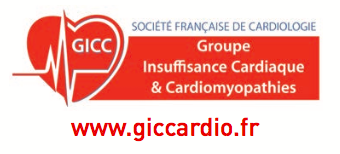 SOCIÉTÉ FRANÇAISE DE CARDIOLOGIE
GICC
Groupe
Insuffisance Cardiaque
& Cardiomyopathies
www.giccardio.fr